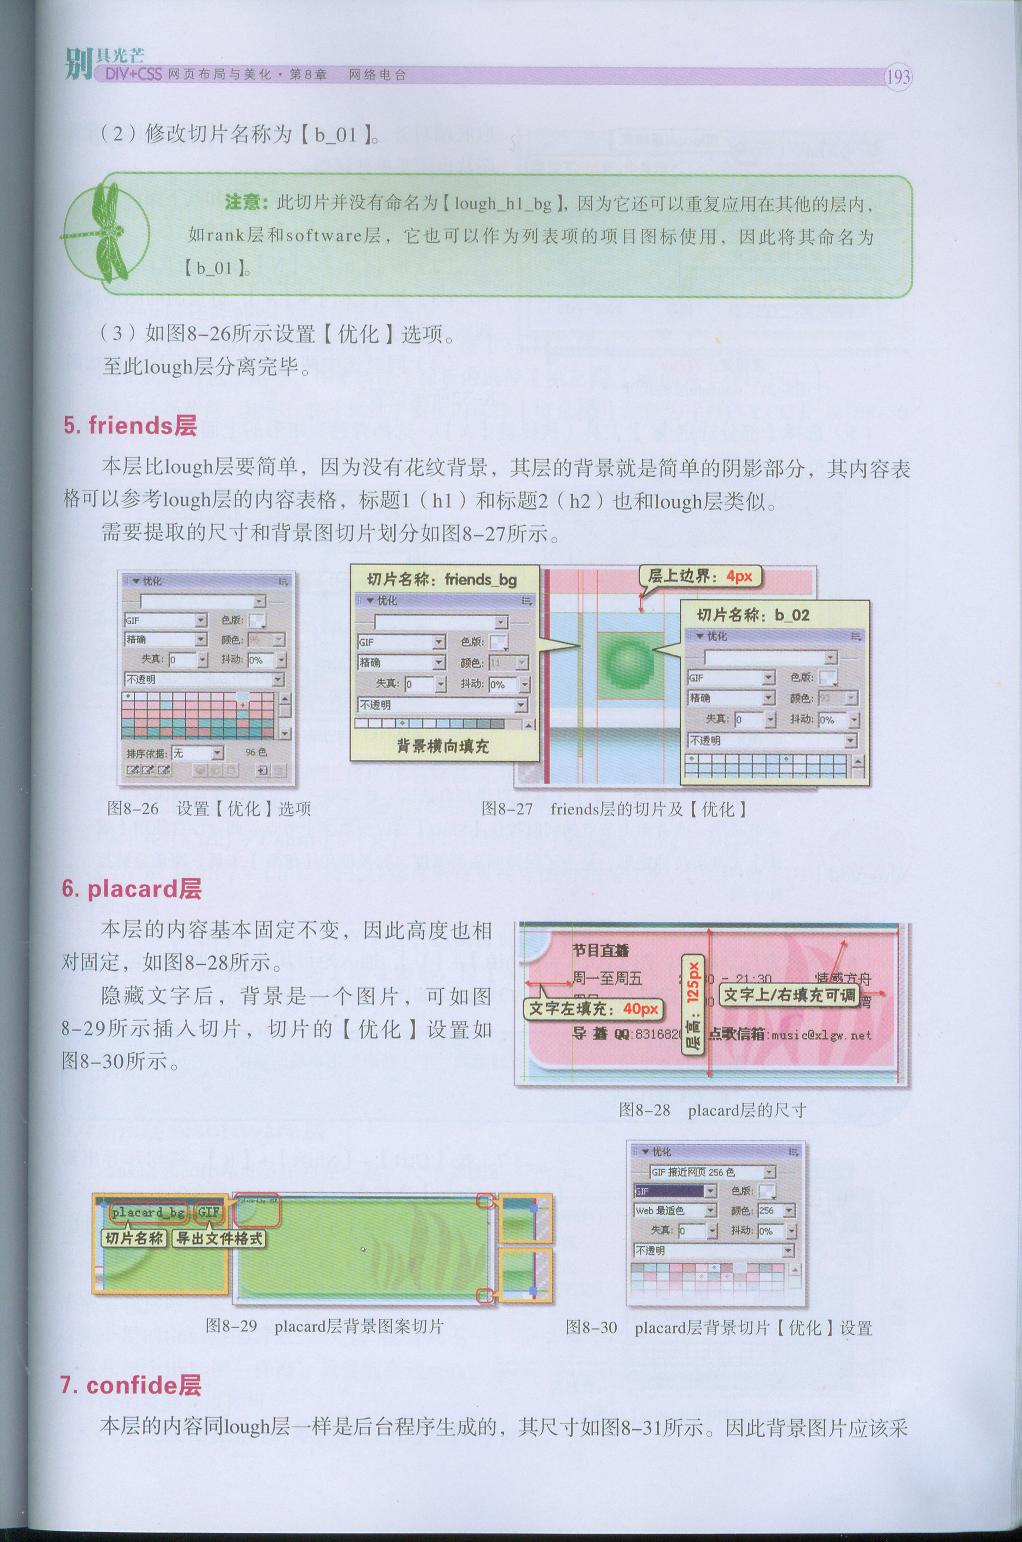 别具光芒
DIV+CSS 网页布局与美化·第8章 网络电台
193
（2）修改切片名称为【b_01】。
注意：此切片并没有命名为【lough_h1_bg】，因为它还可以重复应用在其他的层内，
如rank层和software层，它也可以作为列表项的项目图标使用，因此将其命名为
【b_01】。
（3）如图8-26所示设置【优化】选项。
至此lough层分离完毕。
5. friends层
本层比lough层要简单，因为没有花纹背景，其层的背景就是简单的阴影部分，其内容表
格可以参考lough层的内容表格，标题1（h1）和标题2（h2）也和lough层类似。
需要提取的尺寸和背景图切片划分如图8-27所示。
优化
GIF 色版:
精确 颜色: 96
失真: 0 抖动: 0%
不透明
排序依据: 无 96 色
图8-26 设置【优化】选项
切片名称：friends_bg
优化
GIF 色版:
精确 颜色: 11
失真: 0 抖动: 0%
不透明
背景横向填充
层上边界：4px
切片名称：b_02
优化
GIF 色版:
精确 颜色: 93
失真: 0 抖动: 0%
不透明
图8-27 friends层的切片及【优化】
6. placard层
本层的内容基本固定不变，因此高度也相
对固定，如图8-28所示。
隐藏文字后，背景是一个图片，可如图
8-29所示插入切片，切片的【优化】设置如
图8-30所示。
节目直播
周一至周五 - 21:30 情感方舟
文字左填充：40px
层高：125px
文字上/右填充可调
导 播 QQ:831682 点歌信箱:music@xlgw.net
图8-28 placard层的尺寸
placard_bg GIF
切片名称 导出文件格式
图8-29 placard层背景图案切片
优化
GIF 接近网页 256 色
GIF 色版:
Web 最适色 颜色: 256
失真: 0 抖动: 0%
不透明
图8-30 placard层背景切片【优化】设置
7. confide层
本层的内容同lough层一样是后台程序生成的，其尺寸如图8-31所示。因此背景图片应该采